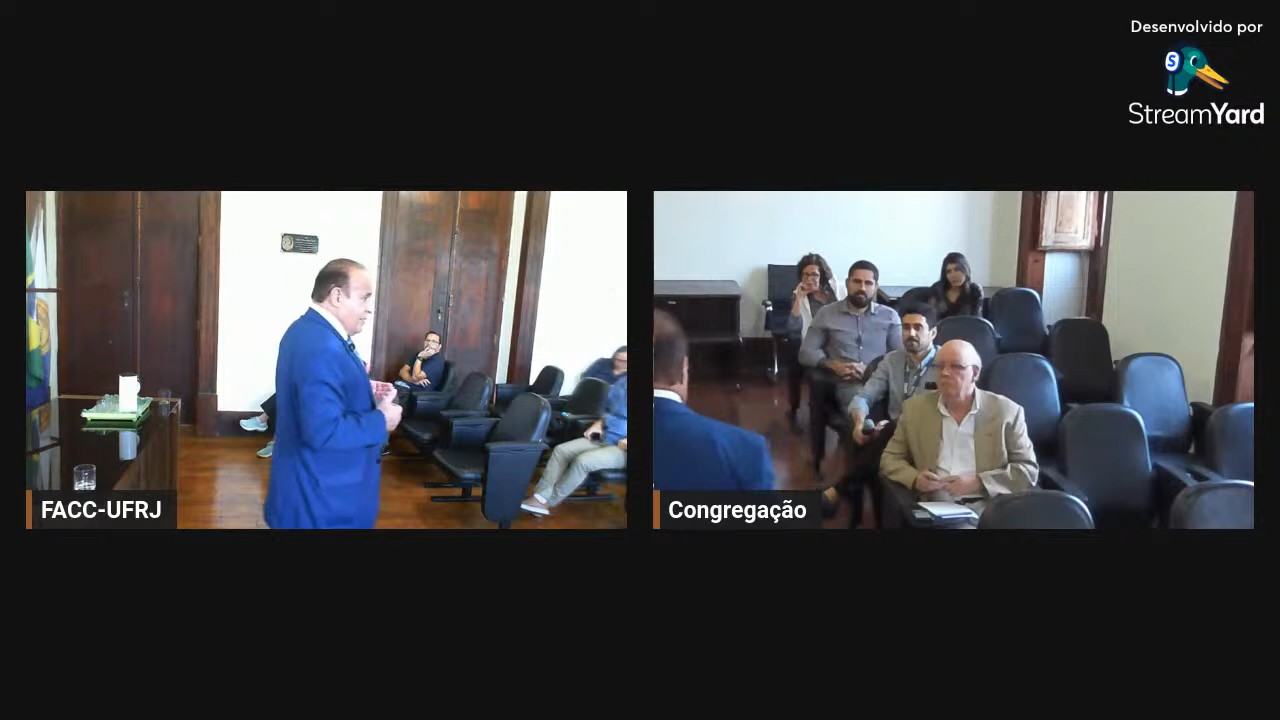 Desenvolvido por
S
StreamYard
FACC-UFRJ
Congregação